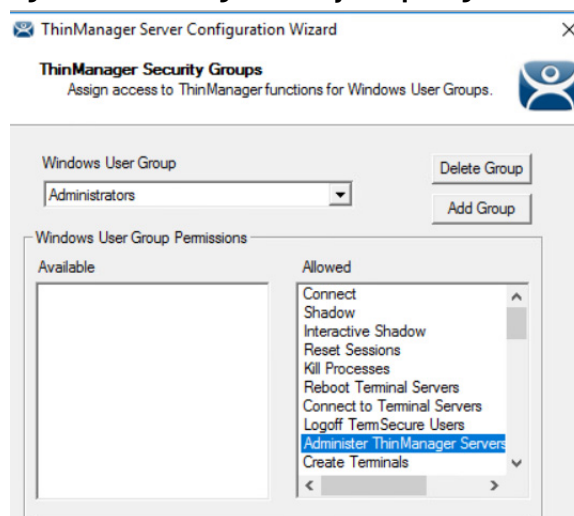 ThinManager Server Configuration Wizard
ThinManager Security Groups
Assign access to ThinManager functions for Windows User Groups.
Windows User Group
Delete Group
Administrators
Add Group
Windows User Group Permissions
Available
Allowed
Connect
Shadow
Interactive Shadow
Reset Sessions
Kill Processes
Reboot Terminal Servers
Connect to Terminal Servers
Logoff TermSecure Users
Administer ThinManager Servers
Create Terminals